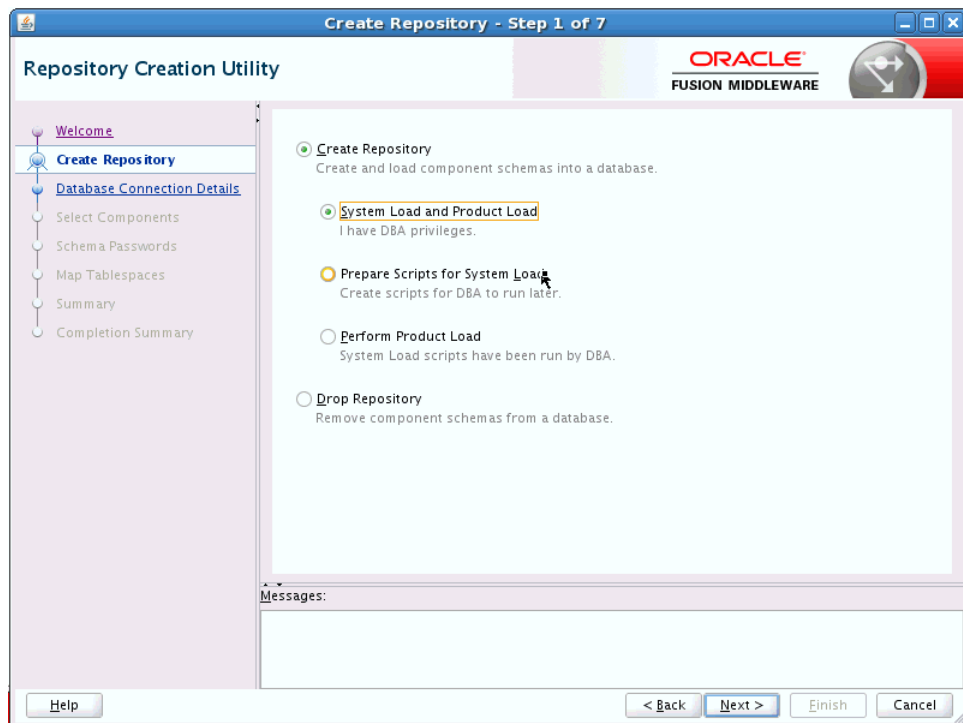 Create Repository - Step 1 of 7
Repository Creation Utility
ORACLE
FUSION MIDDLEWARE
Welcome
Create Repository
Database Connection Details
Select Components
Schema Passwords
Map Tablespaces
Summary
Completion Summary
Create Repository
Create and load component schemas into a database.
System Load and Product Load
I have DBA privileges.
Prepare Scripts for System Load
Create scripts for DBA to run later.
Perform Product Load
System Load scripts have been run by DBA.
Drop Repository
Remove component schemas from a database.
Messages:
Help
< Back
Next >
Finish
Cancel